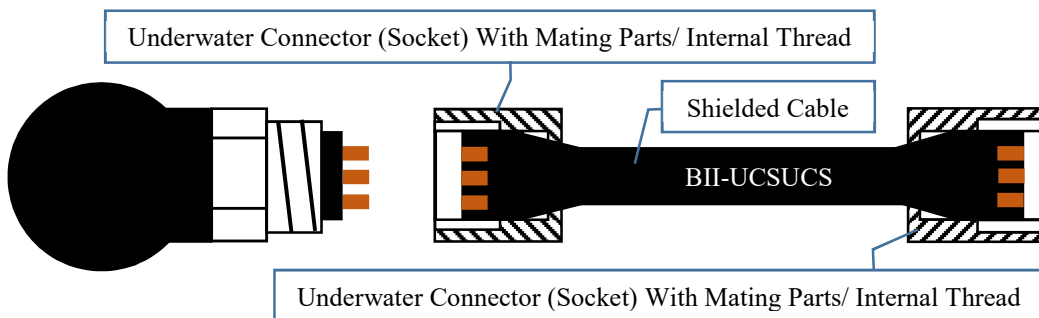 Underwater Connector (Socket) With Mating Parts/ Internal Thread
Shielded Cable
BII-UCSUCS
Underwater Connector (Socket) With Mating Parts/ Internal Thread